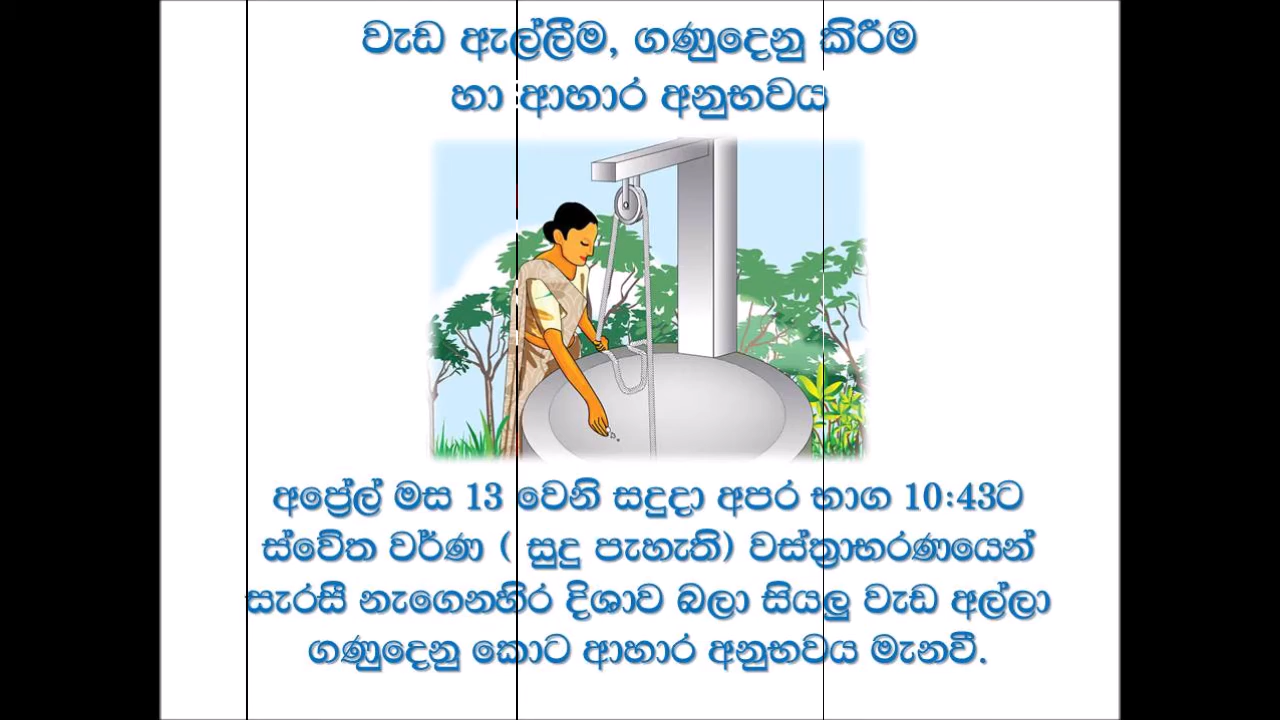 වැඩ ඇල්ලීම, ගණුදෙනු කිරීම
හා ආහාර අනුභවය
අප්‍රේල් මස 13 වෙනි සඳුදා අපර භාග 10:43ට
ස්වේත වර්ණ ( සුදු පැහැති) වස්ත්‍රාභරණයෙන්
සැරසී නැගෙනහිර දිශාව බලා සියලු වැඩ අල්ලා
ගණුදෙනු කොට ආහාර අනුභවය මැනවී.